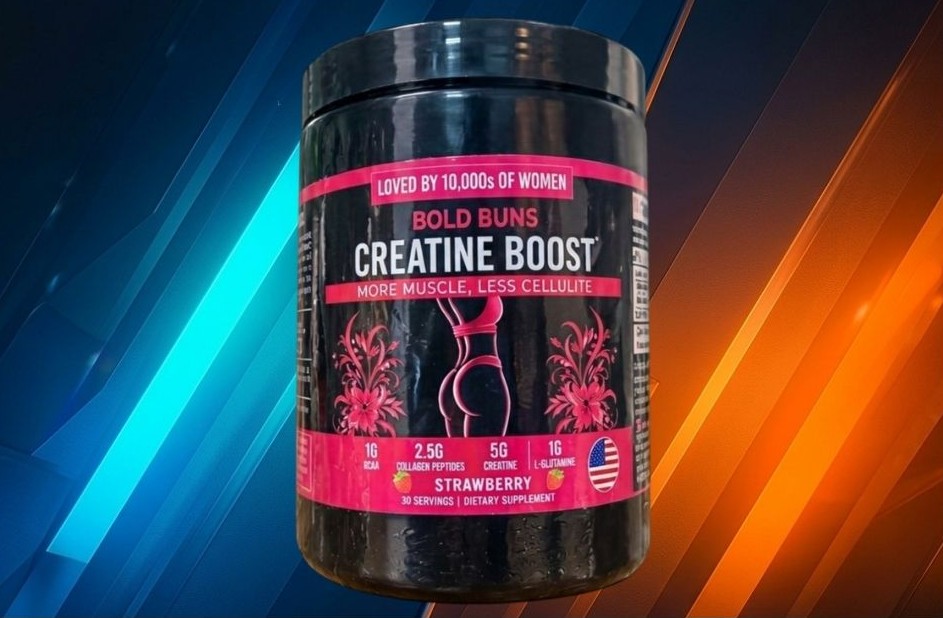 LOVED BY 10,000s OF WOMEN
BOLD BUNS
CREATINE BOOST*
MORE MUSCLE, LESS CELLULITE
1G 2.5G 5G 1G
BCAA COLLAGEN PEPTIDES CREATINE L-GLUTAMINE
STRAWBERRY
30 SERVINGS | DIETARY SUPPLEMENT